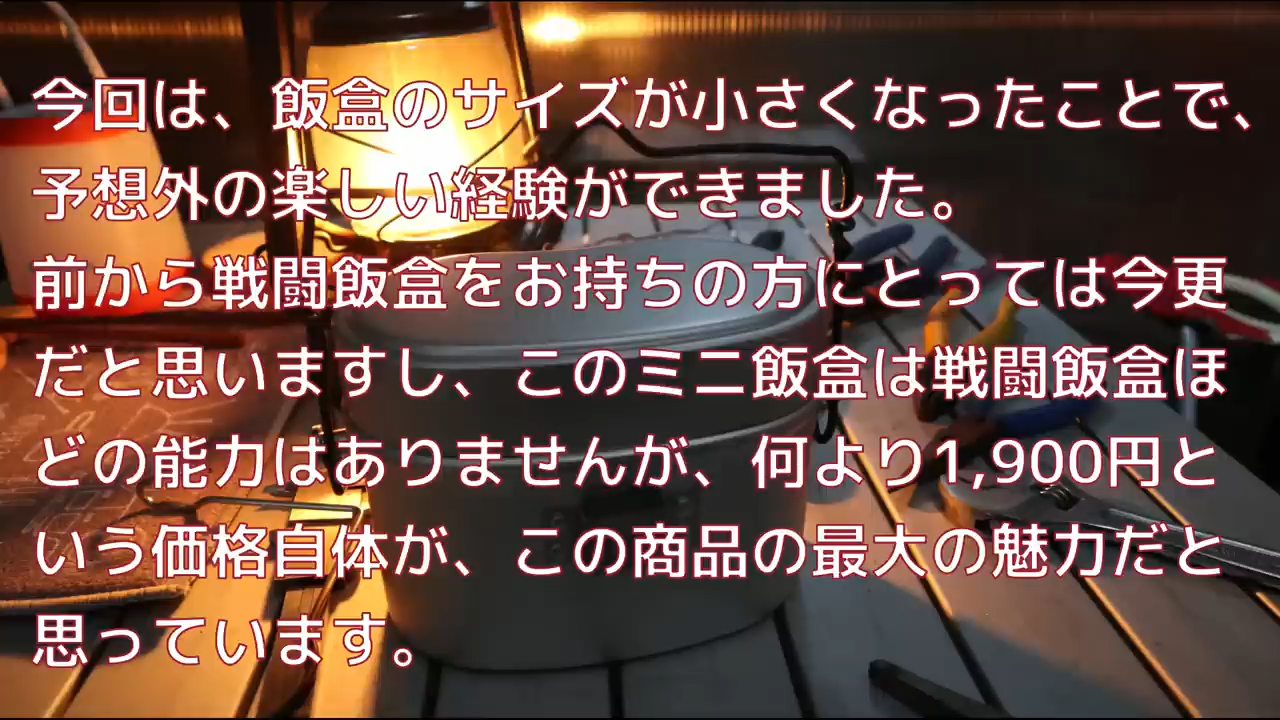 今回は、飯盒のサイズが小さくなったことで、
予想外の楽しい経験ができました。
前から戦闘飯盒をお持ちの方にとっては今更
だと思いますし、このミニ飯盒は戦闘飯盒ほ
どの能力はありませんが、何より1,900円と
いう価格自体が、この商品の最大の魅力だと
思っています。